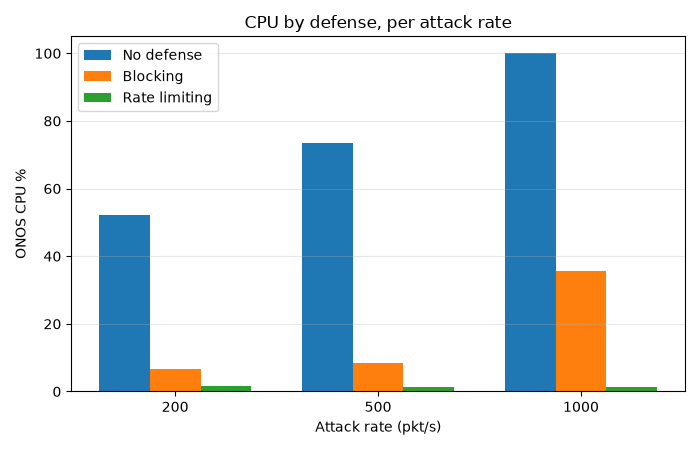 CPU by defense, per attack rate
No defense
Blocking
Rate limiting
ONOS CPU %
100
80
60
40
20
0
200 500 1000
Attack rate (pkt/s)